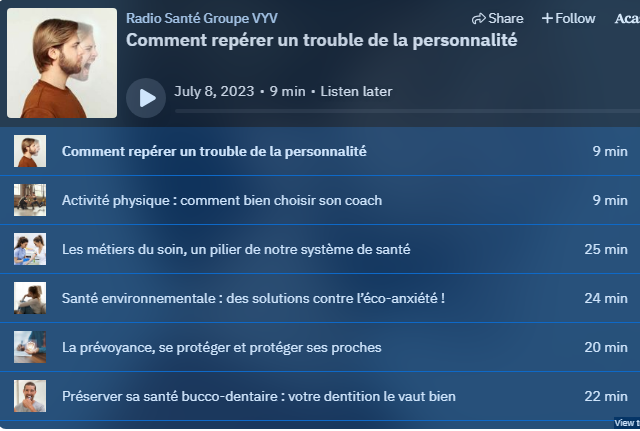 Radio Santé Groupe VYV
Share
Follow
Comment repérer un trouble de la personnalité
July 8, 2023 • 9 min • Listen later
Comment repérer un trouble de la personnalité 9 min
Activité physique : comment bien choisir son coach 9 min
Les métiers du soin, un pilier de notre système de santé 25 min
Santé environnementale : des solutions contre l'éco-anxiété ! 24 min
La prévoyance, se protéger et protéger ses proches 20 min
Préserver sa santé bucco-dentaire : votre dentition le vaut bien 22 min
View